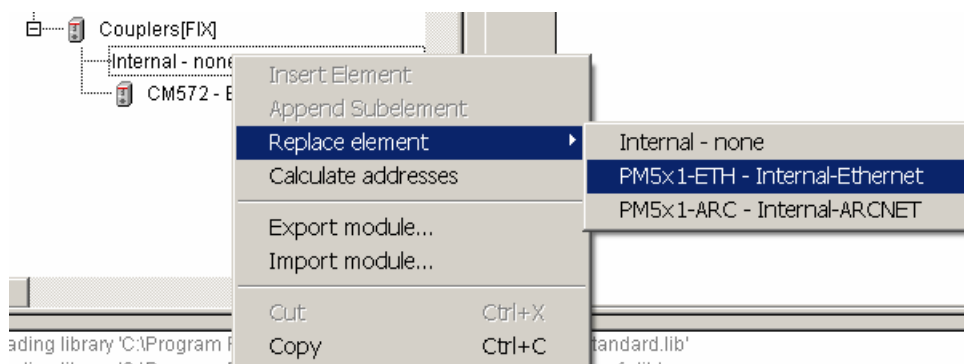 Couplers[FIX]
Internal - none
CM572 -
Insert Element
Append Subelement
Replace element
Internal - none
Calculate addresses
PM5x1-ETH - Internal-Ethernet
PM5x1-ARC - Internal-ARCNET
Export module...
Import module...
Cut Ctrl+X
ading library 'C:\Program tandard.lib'
Copy Ctrl+C